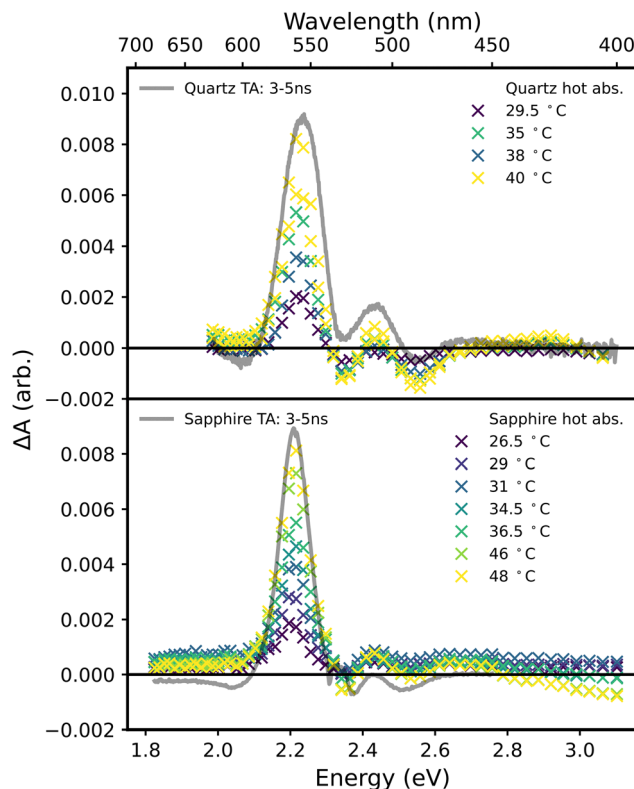 Wavelength (nm)
700 650 600 550 500 450 400
Quartz TA: 3-5ns
Quartz hot abs.
29.5 °C
35 °C
38 °C
40 °C
0.010
0.008
0.006
0.004
0.002
0.000
−0.002
ΔA (arb.)
Sapphire TA: 3-5ns
Sapphire hot abs.
26.5 °C
29 °C
31 °C
34.5 °C
36.5 °C
46 °C
48 °C
0.008
0.006
0.004
0.002
0.000
−0.002
1.8 2.0 2.2 2.4 2.6 2.8 3.0
Energy (eV)